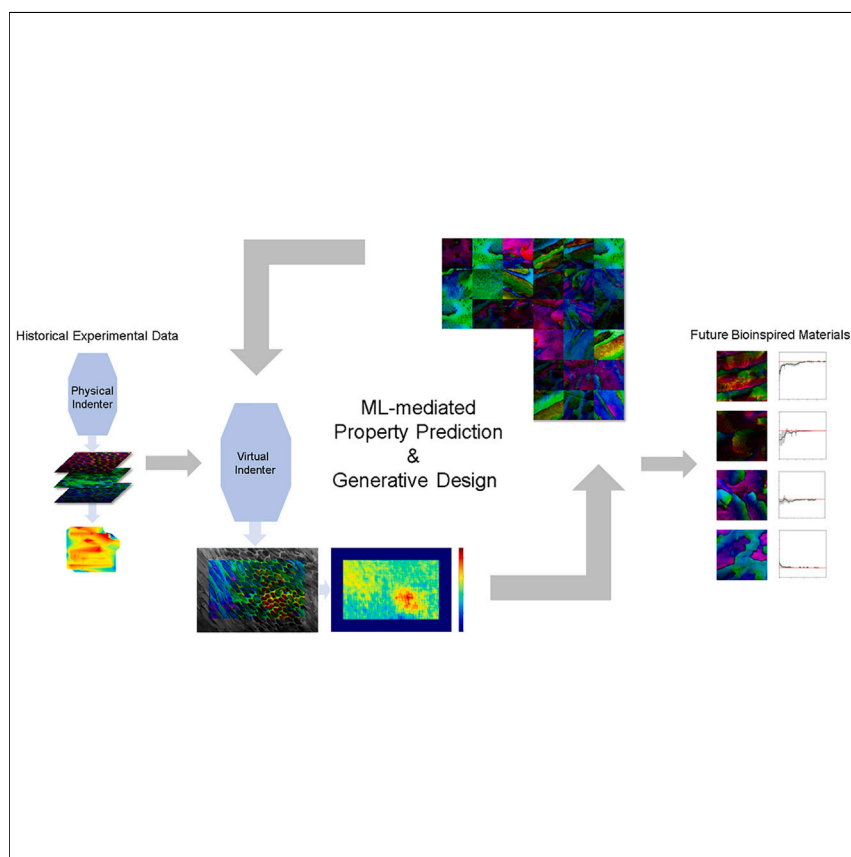 Historical Experimental Data
Physical
Indenter
Virtual
Indenter
ML-mediated
Property Prediction
&
Generative Design
Future Bioinspired Materials